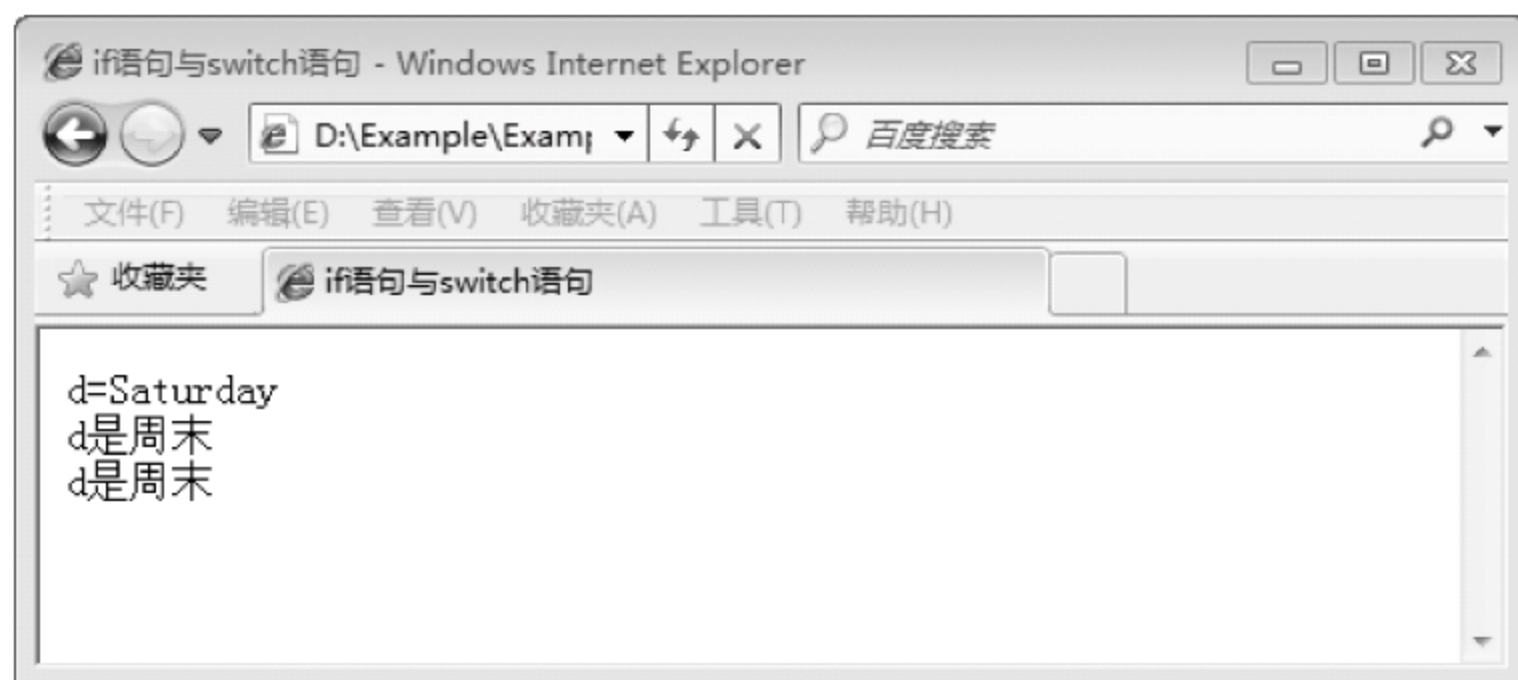 if语句与switch语句 - Windows Internet Explorer
D:\Example\Examp
百度搜索
文件(F) 编辑(E) 查看(V) 收藏夹(A) 工具(T) 帮助(H)
收藏夹 if语句与switch语句
d=Saturday
d是周末
d是周末